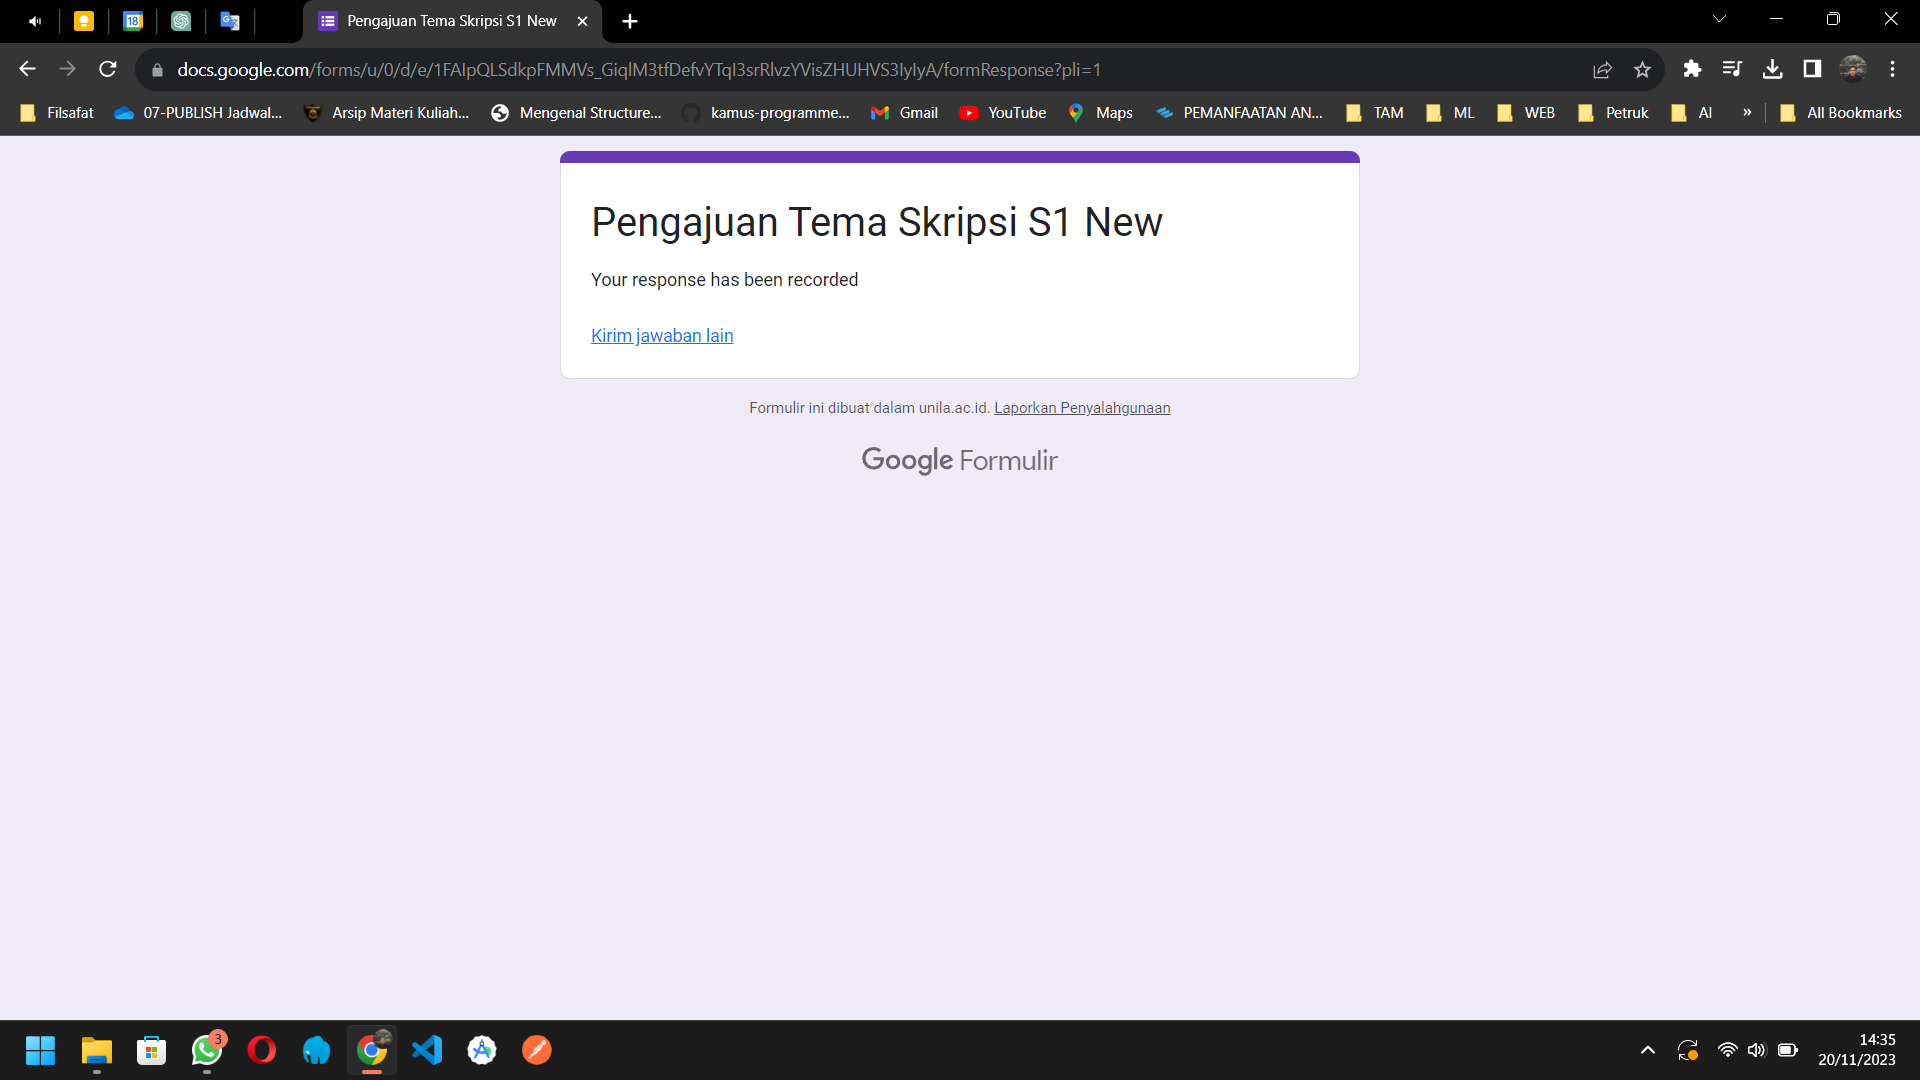 18
Pengajuan Tema Skripsi S1 New
docs.google.com/forms/u/0/d/e/1FAIpQLSdkpFMMVs_GiqlM3tfDefvYTqI3srRlvzYVisZHUHVS3IyIyA/formResponse?pli=1
Filsafat 07-PUBLISH Jadwal... Arsip Materi Kuliah... Mengenal Structure... kamus-programme... Gmail YouTube Maps PEMANFAATAN AN... TAM ML WEB Petruk AI » All Bookmarks
Pengajuan Tema Skripsi S1 New
Your response has been recorded
Kirim jawaban lain
Formulir ini dibuat dalam unila.ac.id. Laporkan Penyalahgunaan
Google Formulir
3
14:35
20/11/2023